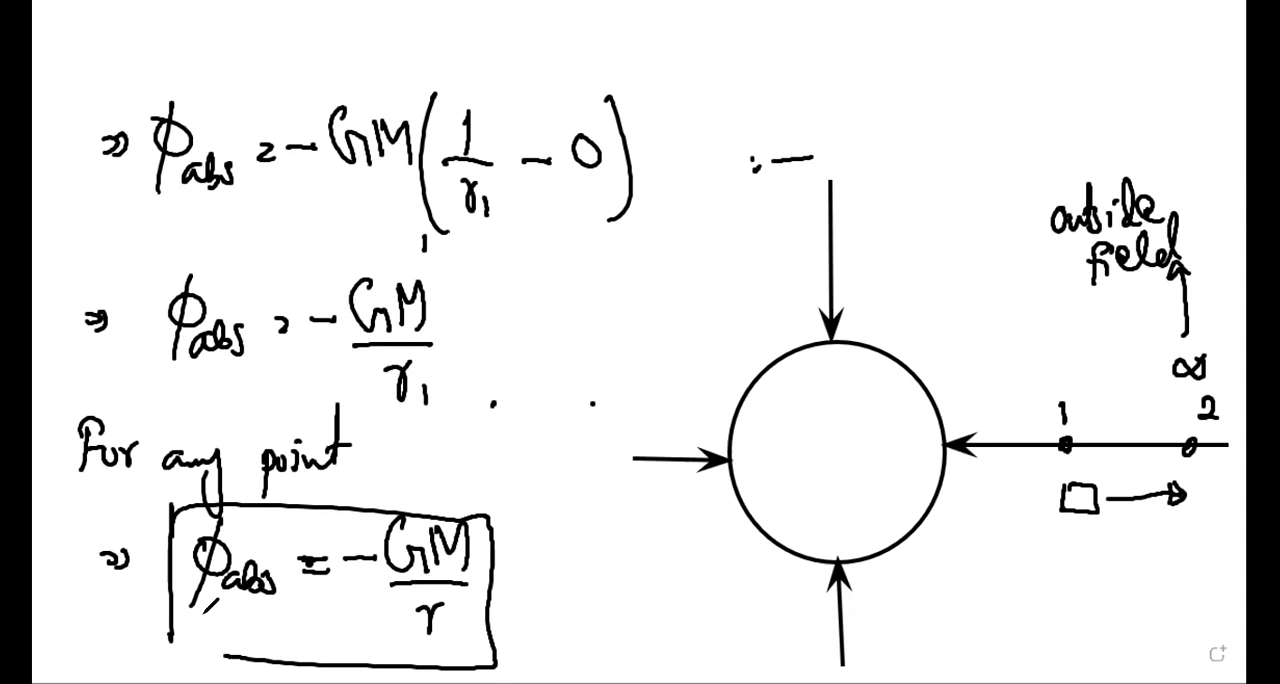 ⇒ ϕabs = - GM(1/r₁ - 0)
⇒ ϕabs = - GM/r₁
For any point
⇒ ϕabs = - GM/r
:-
outside
field
∞
1 2